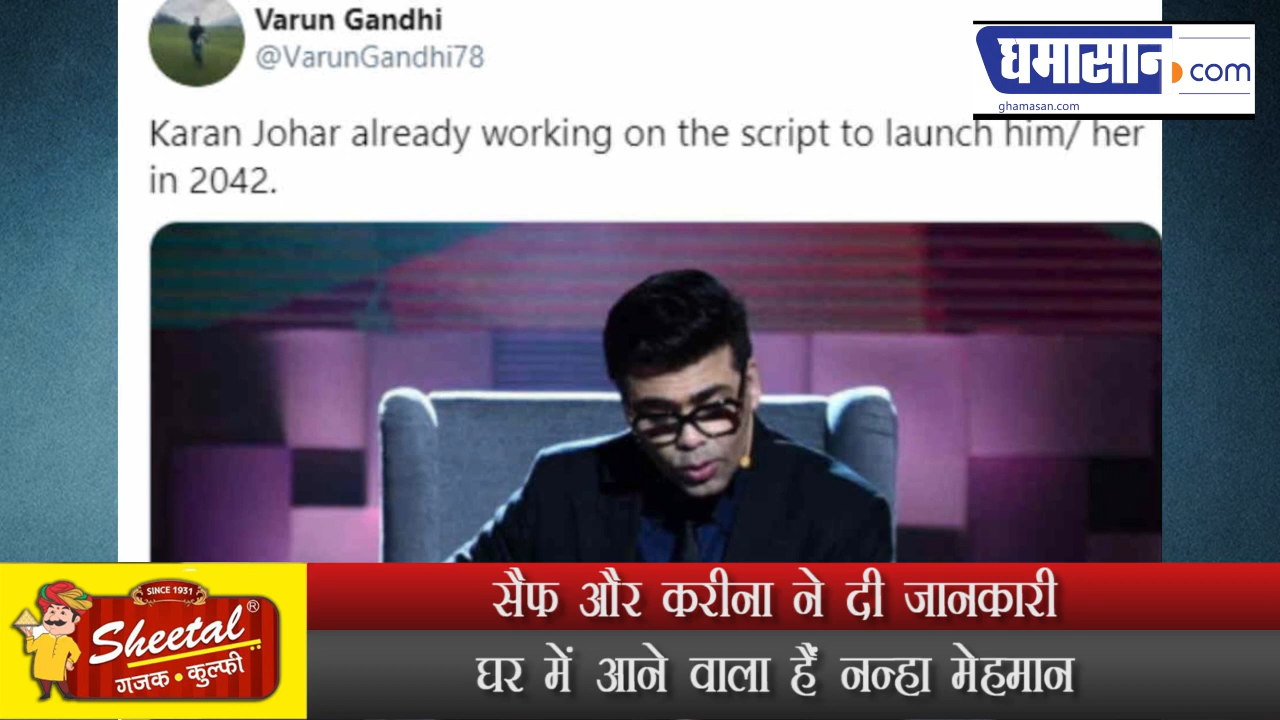 Varun Gandhi
@VarunGandhi78
घमासान.com
ghamasan.com
Karan Johar already working on the script to launch him/ her
in 2042.
SINCE 1931
Sheetal®
गजक • कुल्फी
सैफ और करीना ने दी जानकारी
घर में आने वाला हैं नन्हा मेहमान